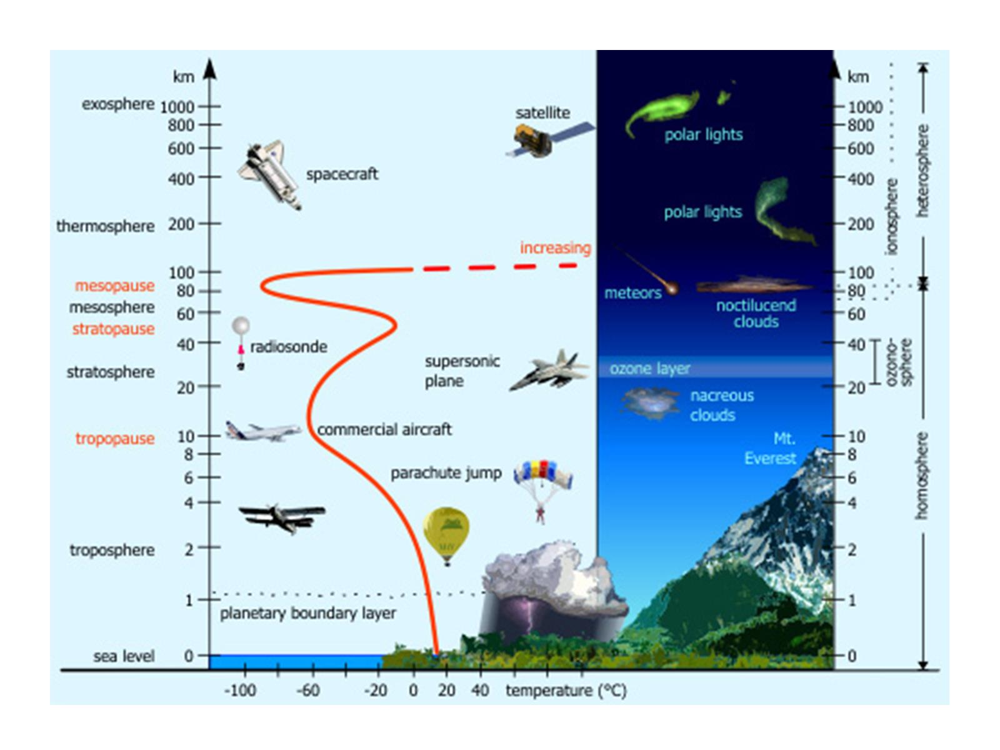 km
exosphere
1000
800
600
400
thermosphere
200
100
mesopause
80
mesosphere
60
stratopause
40
stratosphere
20
tropopause
10
8
6
4
troposphere
2
1
sea level
0
spacecraft
satellite
increasing
radiosonde
supersonic
plane
commercial aircraft
parachute jump
planetary boundary layer
-100
-60
-20
0
20
40
temperature (°C)
polar lights
polar lights
meteors
noctilucend
clouds
ozone layer
nacreous
clouds
Mt.
Everest
km
1000
800
600
400
200
100
80
60
40
20
10
8
6
4
2
1
0
ionosphere
ozono-
sphere
heterosphere
homosphere